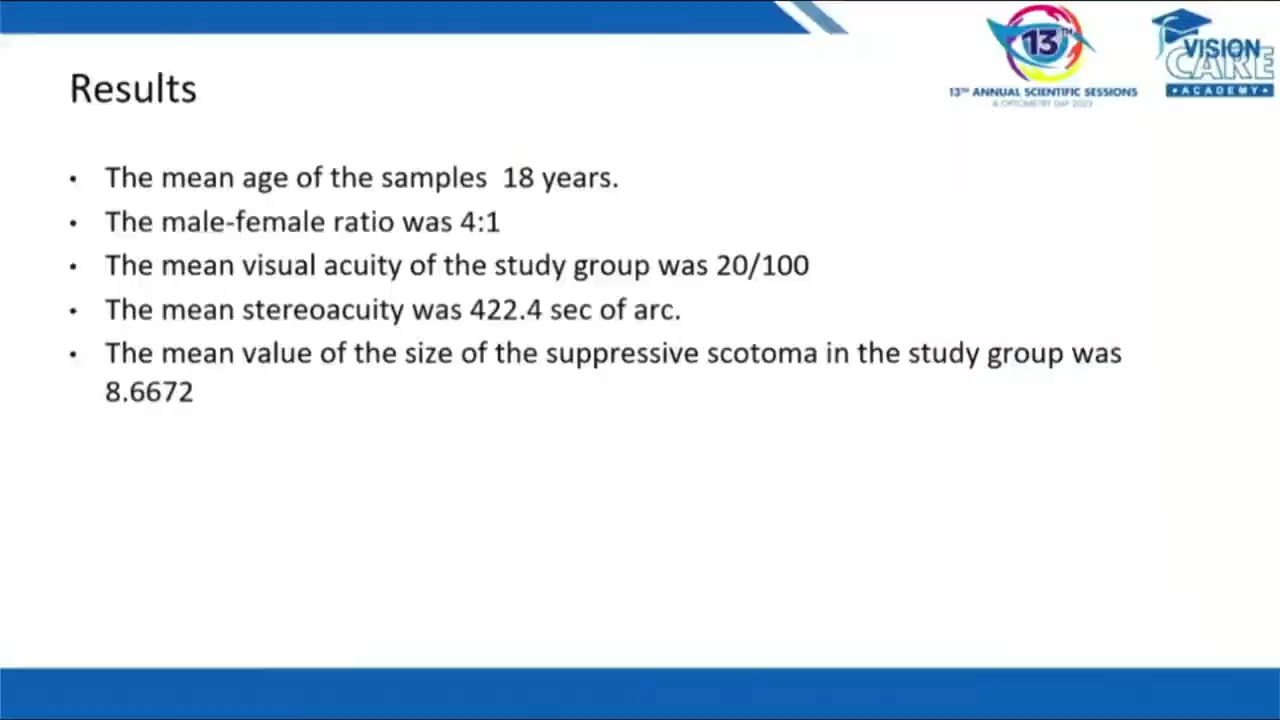 13TH
13TH ANNUAL SCIENTIFIC SESSIONS
& OPTOMETRY DAY 2023
VISION
CARE
ACADEMY
Results
• The mean age of the samples  18 years.
• The male-female ratio was 4:1
• The mean visual acuity of the study group was 20/100
• The mean stereoacuity was 422.4 sec of arc.
• The mean value of the size of the suppressive scotoma in the study group was
8.6672